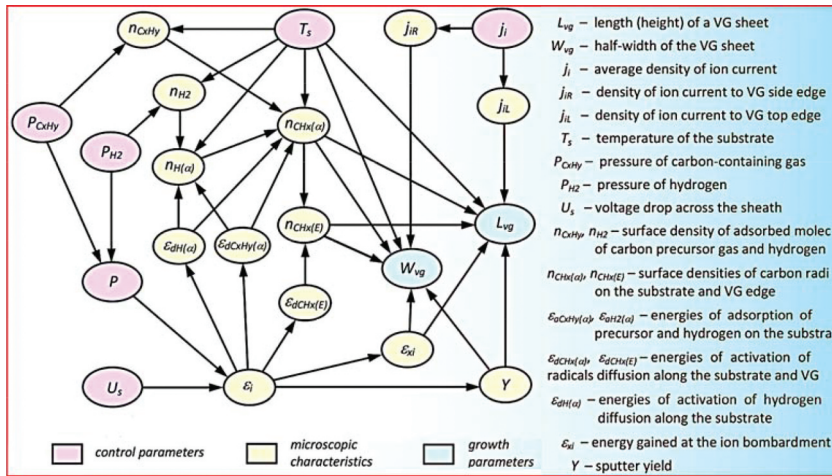 n_CxHy
T_s
j_iR
j_i
n_H2
j_iL
P_CxHy
P_H2
n_CHx(α)
n_H(α)
n_CHx(E)
L_vg
ε_dH(α)
ε_dCxHy(α)
W_vg
P
ε_dCHx(E)
ε_xi
U_s
ε_i
Y
control parameters
microscopic
characteristics
growth
parameters
L_vg – length (height) of a VG sheet
W_vg – half-width of the VG sheet
j_i – average density of ion current
j_iR – density of ion current to VG side edge
j_iL – density of ion current to VG top edge
T_s – temperature of the substrate
P_CxHy – pressure of carbon-containing gas
P_H2 – pressure of hydrogen
U_s – voltage drop across the sheath
n_CxHy, n_H2 – surface density of adsorbed molec
of carbon precursor gas and hydrogen
n_CHx(α), n_CHx(E) – surface densities of carbon radi
on the substrate and VG edge
ε_aCxHy(α), ε_aH2(α) – energies of adsorption of
precursor and hydrogen on the substra
ε_dCHx(α), ε_dCHx(E) – energies of activation of
radicals diffusion along the substrate and VG
ε_dH(α) – energies of activation of hydrogen
diffusion along the substrate
ε_xi – energy gained at the ion bombardment
Y – sputter yield